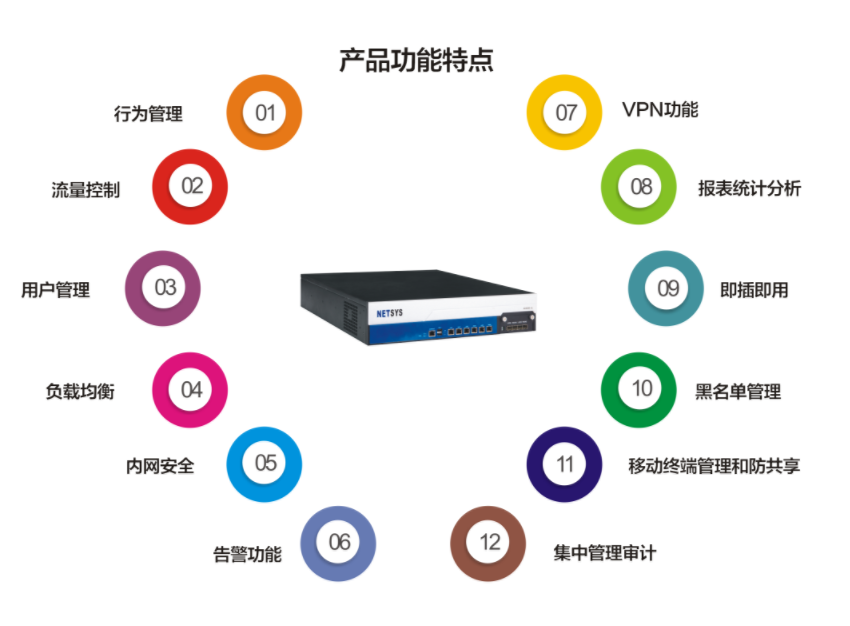 产品功能特点
行为管理
01
流量控制
02
用户管理
03
负载均衡
04
内网安全
05
告警功能
06
07
VPN功能
08
报表统计分析
09
即插即用
10
黑名单管理
11
移动终端管理和防共享
12
集中管理审计
NETSYS